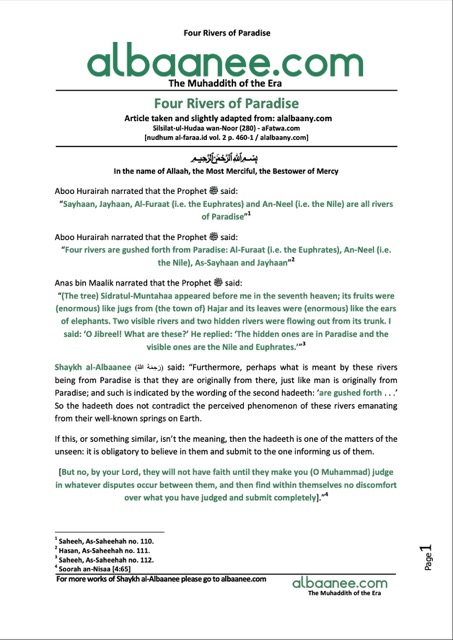 Four Rivers of Paradise
albaanee.com
The Muhaddith of the Era
Four Rivers of Paradise
Article taken and slightly adapted from: alalbaany.com
Silsilat-ul-Hudaa wan-Noor (280) - aFatwa.com
[nudhum al-faraa.id vol. 2 p. 460-1 / alalbaany.com]
بسم الله الرحمن الرحيم
In the name of Allaah, the Most Merciful, the Bestower of Mercy
Aboo Hurairah narrated that the Prophet ﷺ said:
“Sayhaan, Jayhaan, Al-Furaat (i.e. the Euphrates) and An-Neel (i.e. the Nile) are all rivers
of Paradise”¹
Aboo Hurairah narrated that the Prophet ﷺ said:
“Four rivers are gushed forth from Paradise: Al-Furaat (i.e. the Euphrates), An-Neel (i.e.
the Nile), As-Sayhaan and Jayhaan”²
Anas bin Maalik narrated that the Prophet ﷺ said:
“(The tree) Sidratul-Muntahaa appeared before me in the seventh heaven; its fruits were
(enormous) like jugs from (the town of) Hajar and its leaves were (enormous) like the ears
of elephants. Two visible rivers and two hidden rivers were flowing out from its trunk. I
said: ‘O Jibreel! What are these?’ He replied: ‘The hidden ones are in Paradise and the
visible ones are the Nile and Euphrates.’”³
Shaykh al-Albaanee (رحمه الله) said: “Furthermore, perhaps what is meant by these rivers
being from Paradise is that they are originally from there, just like man is originally from
Paradise; and such is indicated by the wording of the second hadeeth: ‘are gushed forth . . .’
So the hadeeth does not contradict the perceived phenomenon of these rivers emanating
from their well-known springs on Earth.
If this, or something similar, isn’t the meaning, then the hadeeth is one of the matters of the
unseen: it is obligatory to believe in them and submit to the one informing us of them.
[But no, by your Lord, they will not have faith until they make you (O Muhammad) judge
in whatever disputes occur between them, and then find within themselves no discomfort
over what you have judged and submit completely].”⁴
¹ Saheeh, As-Saheehah no. 110.
² Hasan, As-Saheehah no. 111.
³ Saheeh, As-Saheehah no. 112.
⁴ Soorah an-Nisaa [4:65]
For more works of Shaykh al-Albaanee please go to albaanee.com
albaanee.com
The Muhaddith of the Era
Page1